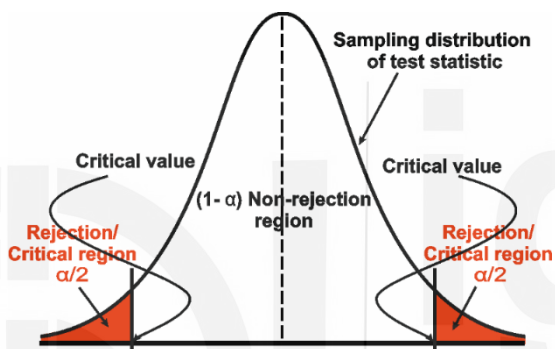 Sampling distribution
of test statistic
Critical value
Critical value
(1- α) Non-rejection
region
Rejection/
Critical region
α/2
Rejection/
Critical region
α/2